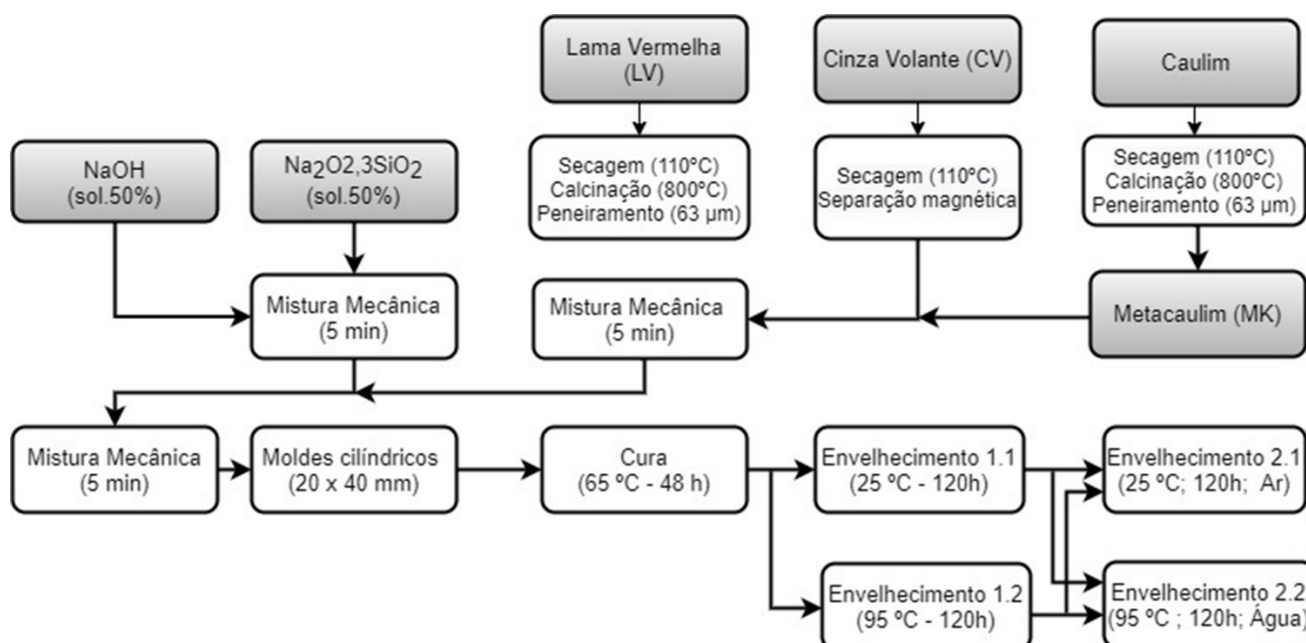 Lama Vermelha
(LV)
Cinza Volante (CV)
Caulim
NaOH
(sol.50%)
Na2O2,3SiO2
(sol.50%)
Secagem (110ºC)
Calcinação (800ºC)
Peneiramento (63 µm)
Secagem (110ºC)
Separação magnética
Secagem (110ºC)
Calcinação (800ºC)
Peneiramento (63 µm)
Mistura Mecânica
(5 min)
Mistura Mecânica
(5 min)
Metacaulim (MK)
Mistura Mecânica
(5 min)
Moldes cilíndricos
(20 x 40 mm)
Cura
(65 ºC - 48 h)
Envelhecimento 1.1
(25 ºC - 120h)
Envelhecimento 2.1
(25 ºC; 120h; Ar)
Envelhecimento 1.2
(95 ºC - 120h)
Envelhecimento 2.2
(95 ºC ; 120h; Água)